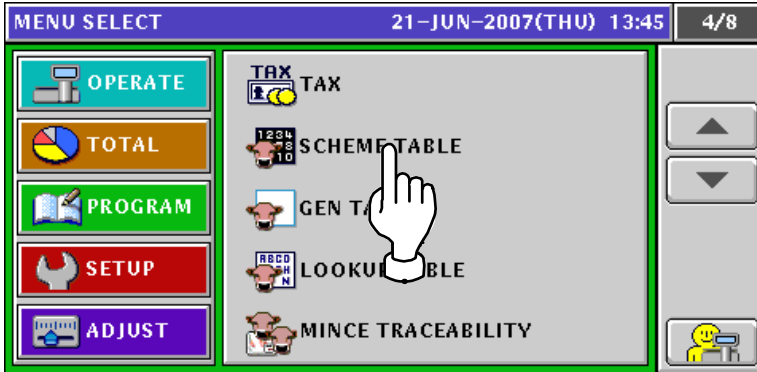 MENU SELECT 21-JUN-2007(THU) 13:45 4/8
OPERATE
TOTAL
PROGRAM
SETUP
ADJUST
TAX TAX
SCHEME TABLE
GEN
LOOKU BLE
MINCE TRACEABILITY